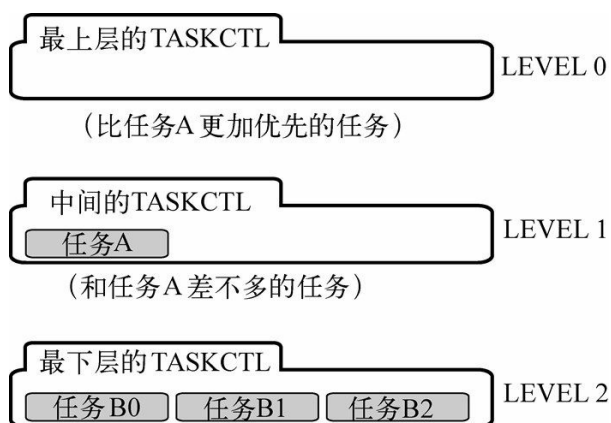 最上层的TASKCTL
LEVEL 0
（比任务A更加优先的任务）
中间的TASKCTL
LEVEL 1
任务A
（和任务A差不多的任务）
最下层的TASKCTL
LEVEL 2
任务B0 任务B1 任务B2